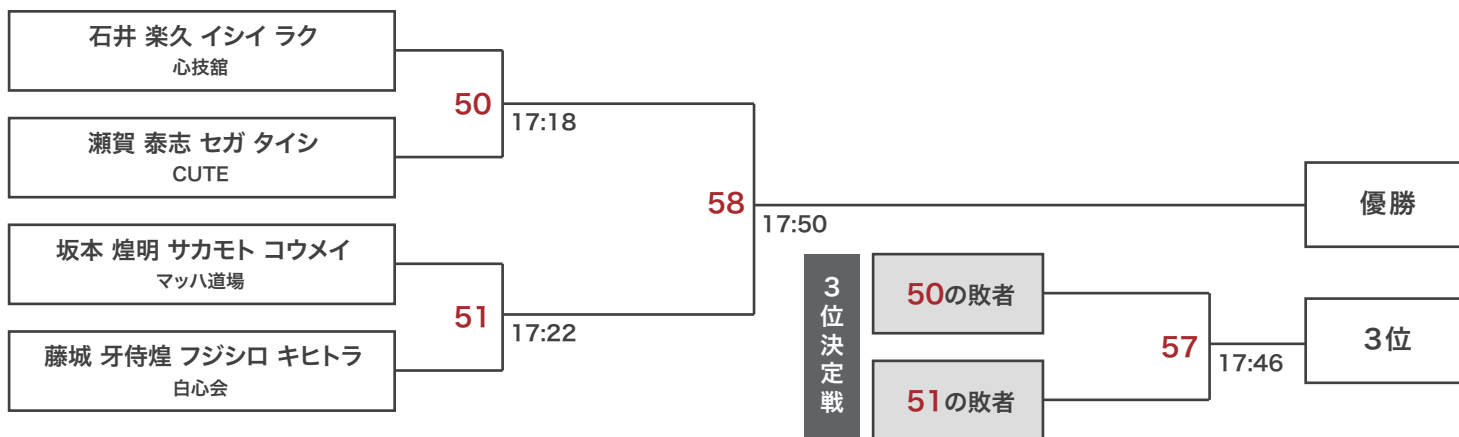 石井 楽久 イシイ ラク
心技舘
50
17:18
瀬賀 泰志 セガ タイシ
CUTE
58
17:50
優勝
坂本 煌明 サカモト コウメイ
マッハ道場
51
17:22
藤城 牙侍煌 フジシロ キヒトラ
白心会
3位決定戦
50の敗者
57
17:46
3位
51の敗者